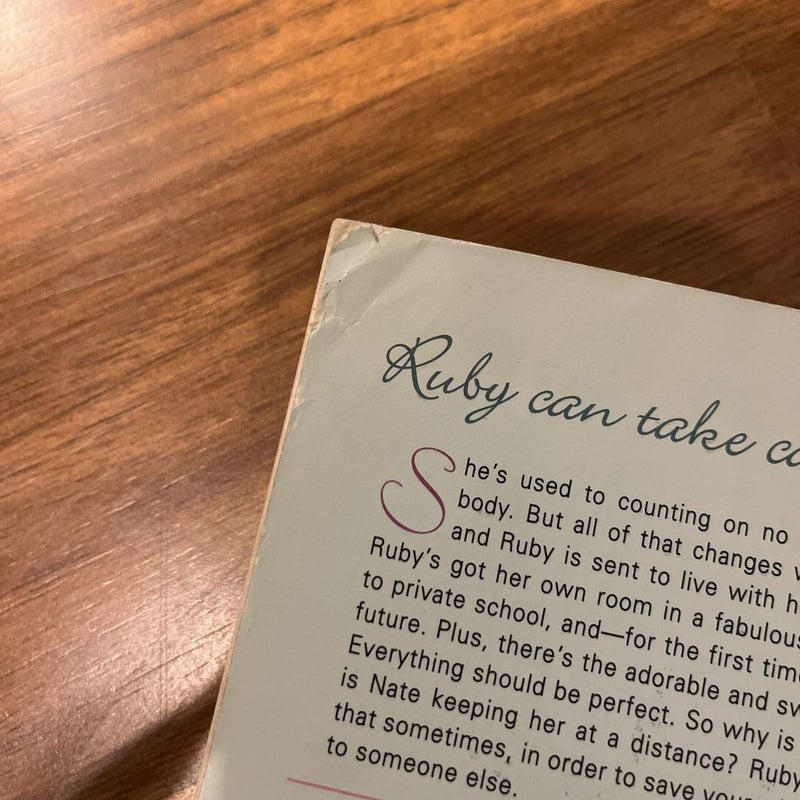 Ruby can take ca
She's used to counting on no
body. But all of that changes w
and Ruby is sent to live with h
Ruby's got her own room in a fabulous
to private school, and—for the first time
future. Plus, there's the adorable and sw
Everything should be perfect. So why is
is Nate keeping her at a distance? Ruby
that sometimes, in order to save
to someone else.